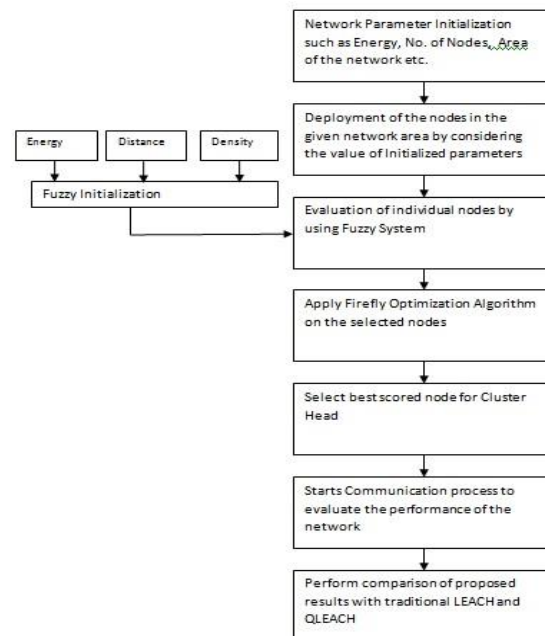 Network Parameter Initialization
such as Energy, No. of Nodes,, Area
of the network etc.
Deployment of the nodes in the
given network area by considering
the value of Initialized parameters
Energy
Distance
Density
Fuzzy Initialization
Evaluation of individual nodes by
using Fuzzy System
Apply Firefly Optimization Algorithm
on the selected nodes
Select best scored node for Cluster
Head
Starts Communication process to
evaluate the performance of the
network
Perform comparison of proposed
results with traditional LEACH and
QLEACH